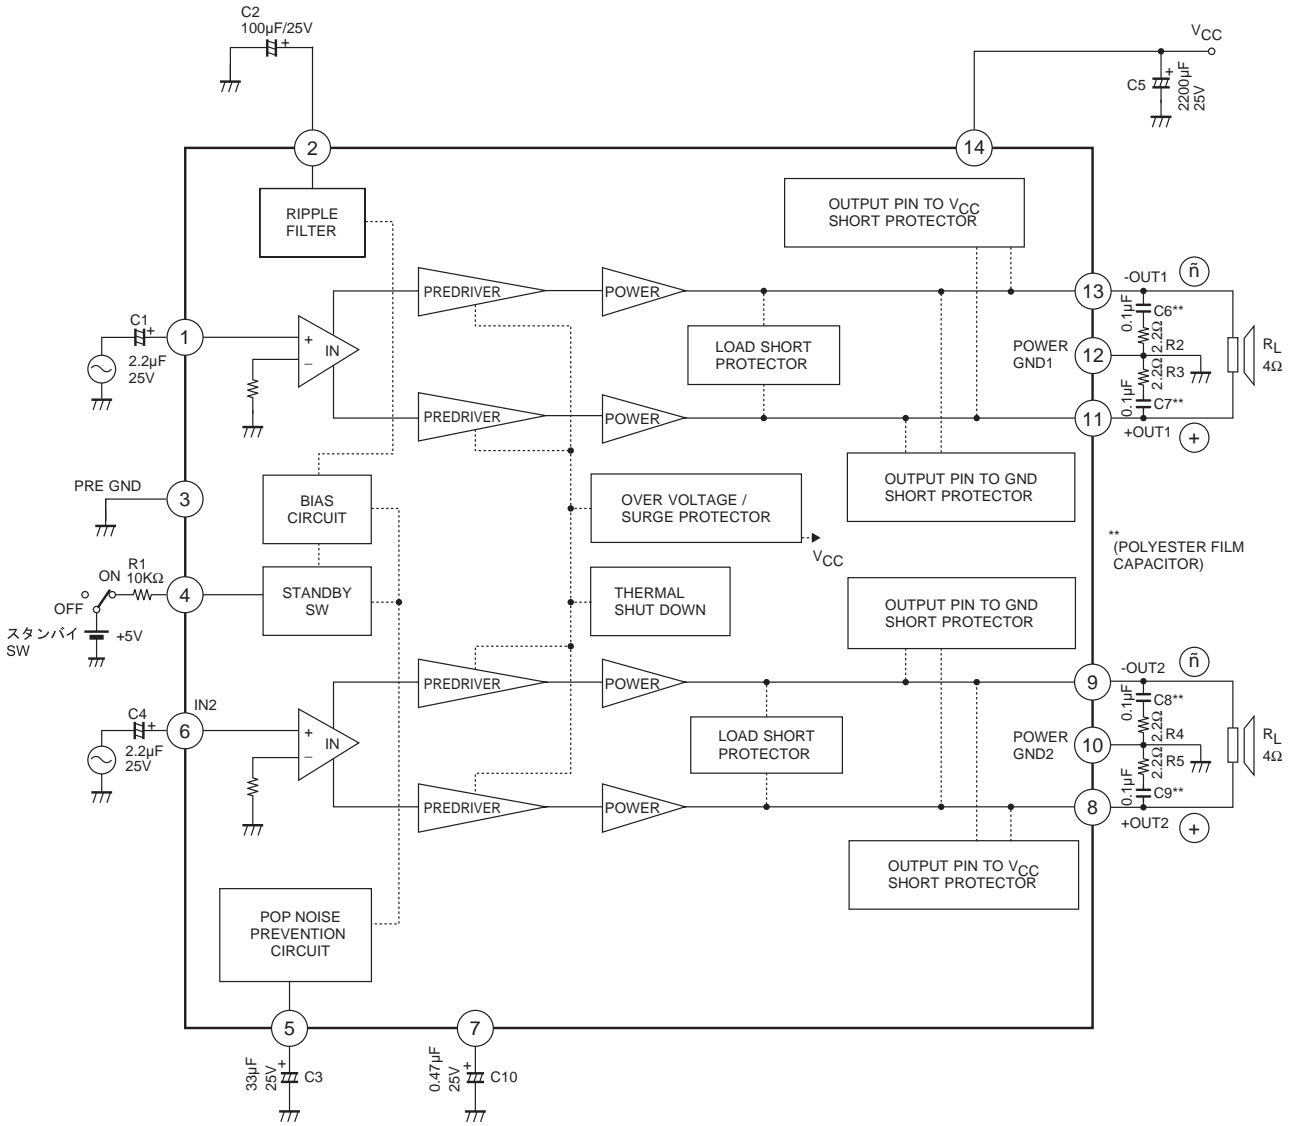 C2
100µF/25V
+
VCC
C5
+
2200µF
25V
2
14
RIPPLE
FILTER
OUTPUT PIN TO VCC
SHORT PROTECTOR
PREDRIVER
POWER
13
-OUT1
ñ
C1
+
2.2µF
25V
1
+
−
IN
LOAD SHORT
PROTECTOR
POWER
GND1
12
0.1µF
C6**
2.2Ω
R2
2.2Ω
R3
0.1µF
C7**
RL
4Ω
PREDRIVER
POWER
11
+OUT1
+
PRE GND
3
BIAS
CIRCUIT
OVER VOLTAGE /
SURGE PROTECTOR
VCC
OUTPUT PIN TO GND
SHORT PROTECTOR
**
(POLYESTER FILM
CAPACITOR)
R1
10KΩ
ON
OFF
4
スタンバイ
SW
+5V
STANDBY
SW
THERMAL
SHUT DOWN
OUTPUT PIN TO GND
SHORT PROTECTOR
PREDRIVER
POWER
9
-OUT2
ñ
IN2
C4
+
2.2µF
25V
6
+
−
IN
LOAD SHORT
PROTECTOR
POWER
GND2
10
0.1µF
C8**
2.2Ω
R4
2.2Ω
R5
0.1µF
C9**
RL
4Ω
PREDRIVER
POWER
8
+OUT2
+
OUTPUT PIN TO VCC
SHORT PROTECTOR
POP NOISE
PREVENTION
CIRCUIT
5
7
33µF
25V
+
C3
0.47µF
25V
+
C10